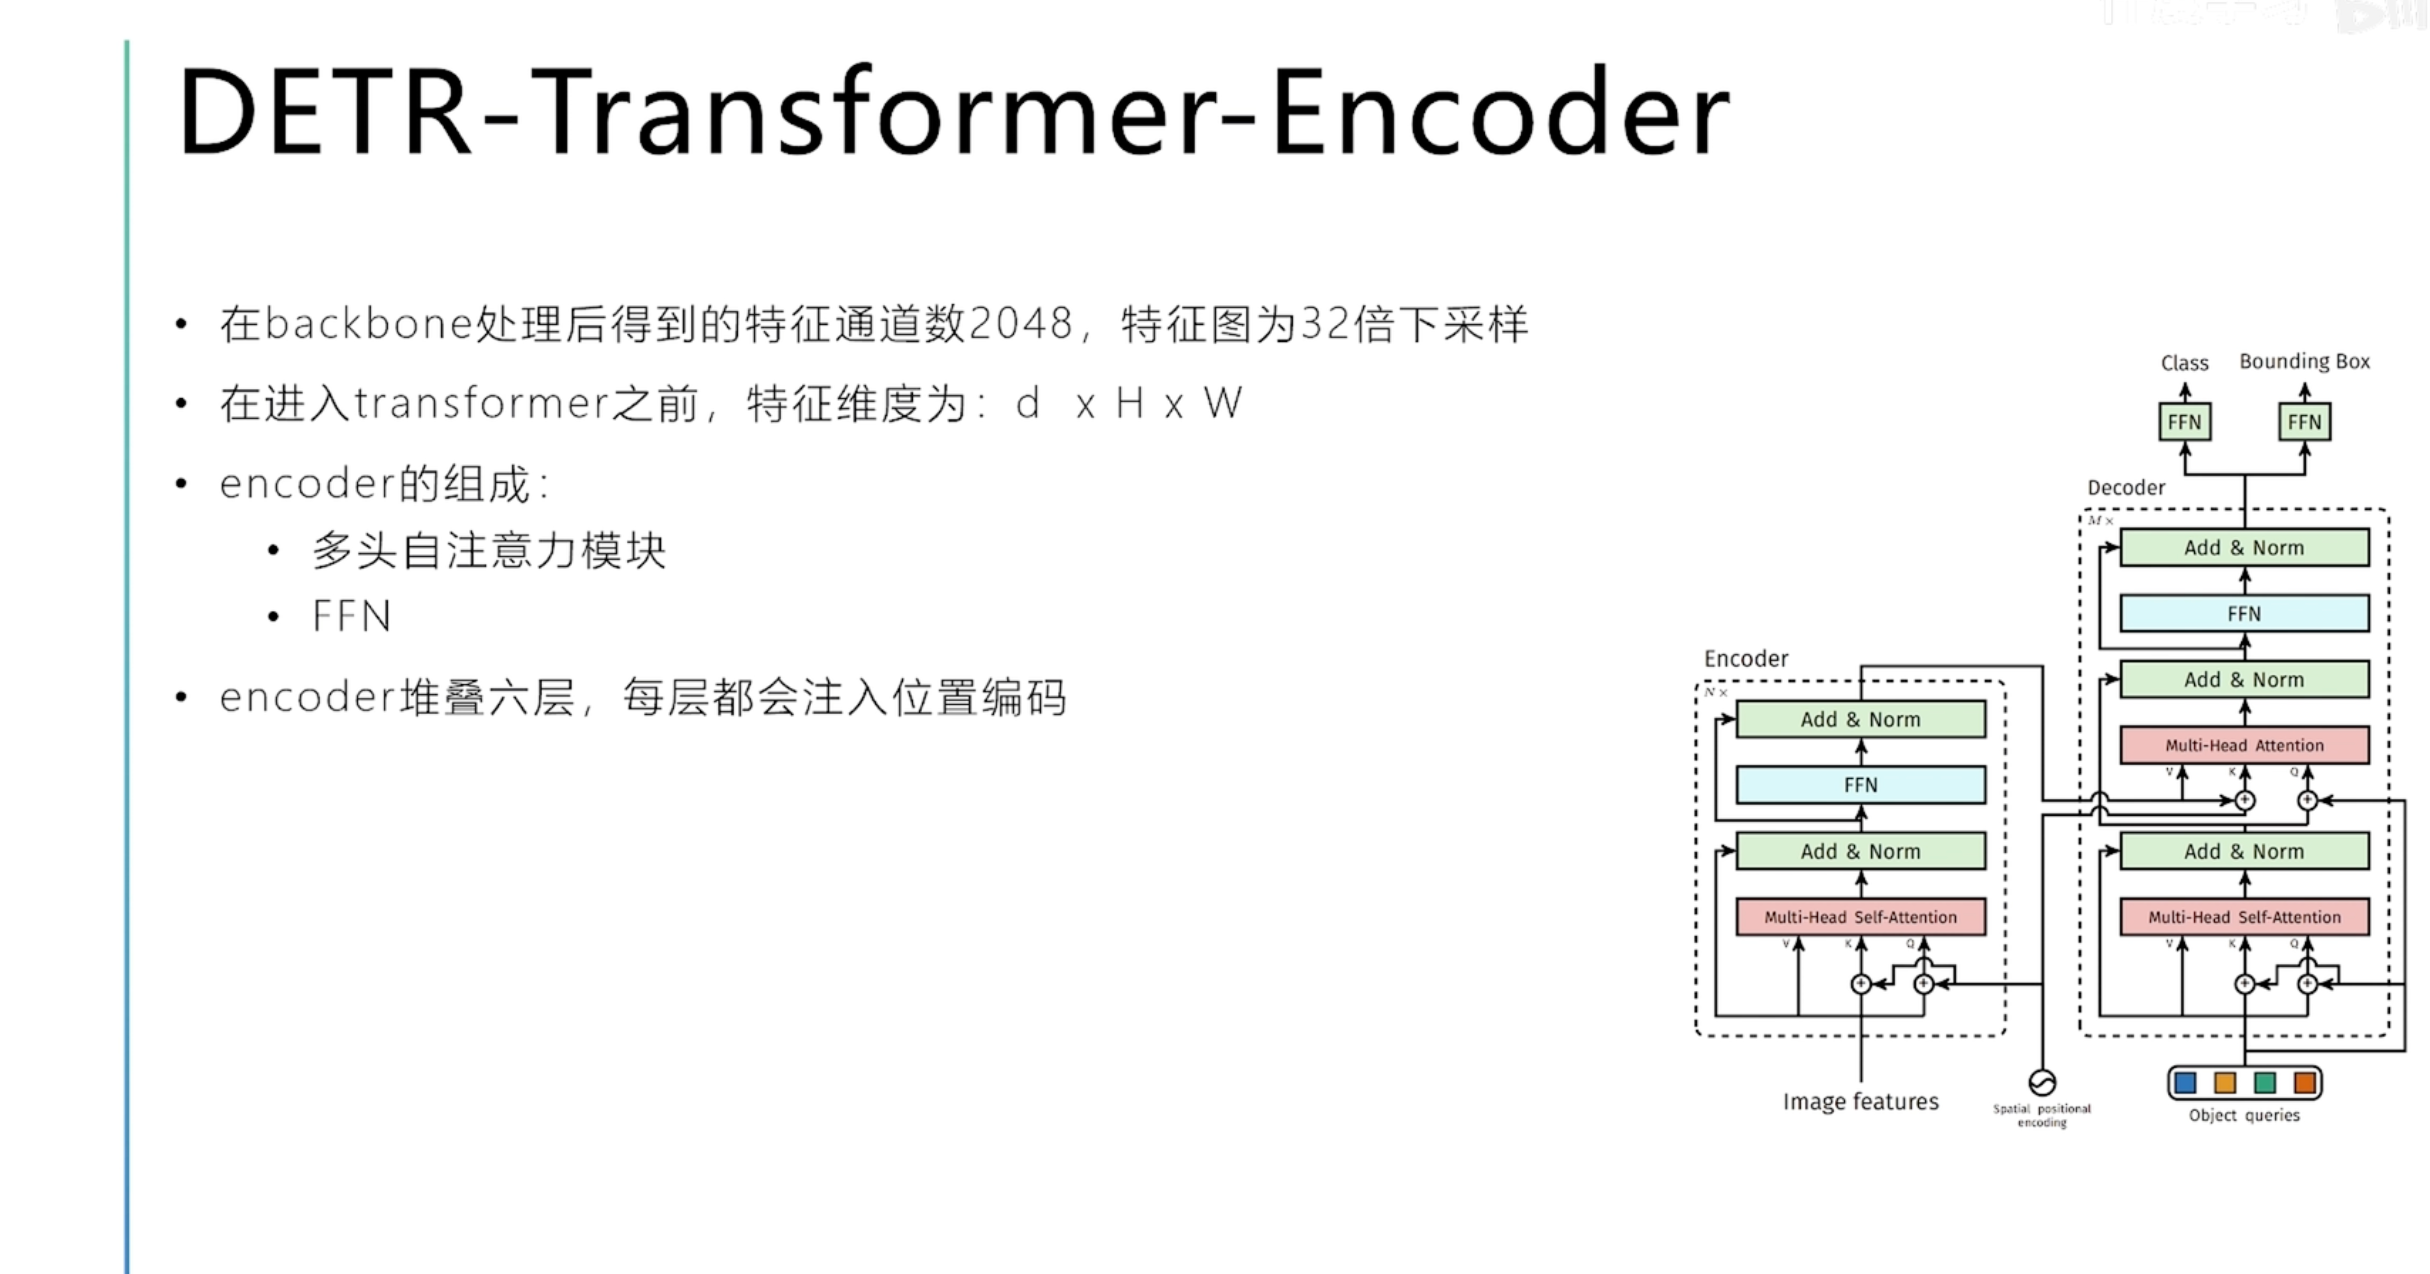 DETR-Transformer-Encoder
• 在backbone处理后得到的特征通道数2048，特征图为32倍下采样
• 在进入transformer之前，特征维度为：d x H x W
• encoder的组成：
• 多头自注意力模块
• FFN
• encoder堆叠六层，每层都会注入位置编码
Class Bounding Box
FFN FFN
Decoder
M×
Add & Norm
FFN
Add & Norm
Multi-Head Attention
V K Q
Add & Norm
Multi-Head Self-Attention
V K Q
Object queries
Encoder
N×
Add & Norm
FFN
Add & Norm
Multi-Head Self-Attention
V K Q
Image features
Spatial positional
encoding